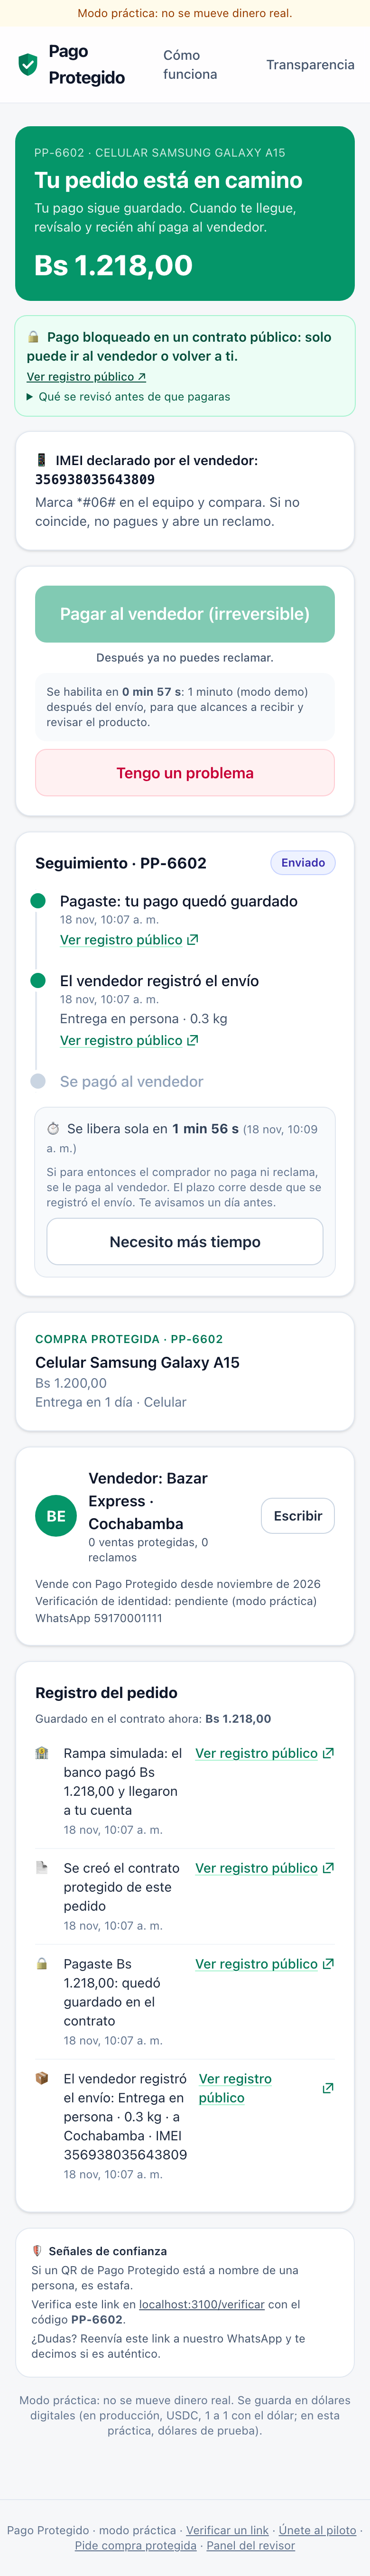 Modo práctica: no se mueve dinero real.
Pago
Protegido
Cómo
funciona
Transparencia
PP-6602 · CELULAR SAMSUNG GALAXY A15
Tu pedido está en camino
Tu pago sigue guardado. Cuando te llegue,
revísalo y recién ahí paga al vendedor.
Bs 1.218,00
Pago bloqueado en un contrato público: solo
puede ir al vendedor o volver a ti.
Ver registro público ↗
▶ Qué se revisó antes de que pagaras
IMEI declarado por el vendedor:
356938035643809
Marca *#06# en el equipo y compara. Si no
coincide, no pagues y abre un reclamo.
Pagar al vendedor (irreversible)
Después ya no puedes reclamar.
Se habilita en 0 min 57 s: 1 minuto (modo demo)
después del envío, para que alcances a recibir y
revisar el producto.
Tengo un problema
Seguimiento · PP-6602
Enviado
Pagaste: tu pago quedó guardado
18 nov, 10:07 a. m.
Ver registro público
El vendedor registró el envío
18 nov, 10:07 a. m.
Entrega en persona · 0.3 kg
Ver registro público
Se pagó al vendedor
Se libera sola en 1 min 56 s (18 nov, 10:09
a. m.)
Si para entonces el comprador no paga ni reclama,
se le paga al vendedor. El plazo corre desde que se
registró el envío. Te avisamos un día antes.
Necesito más tiempo
COMPRA PROTEGIDA · PP-6602
Celular Samsung Galaxy A15
Bs 1.200,00
Entrega en 1 día · Celular
BE
Vendedor: Bazar
Express ·
Cochabamba
0 ventas protegidas, 0
reclamos
Escribir
Vende con Pago Protegido desde noviembre de 2026
Verificación de identidad: pendiente (modo práctica)
WhatsApp 59170001111
Registro del pedido
Guardado en el contrato ahora: Bs 1.218,00
Rampa simulada: el
banco pagó Bs
1.218,00 y llegaron
a tu cuenta
18 nov, 10:07 a. m.
Ver registro público
Se creó el contrato
protegido de este
pedido
18 nov, 10:07 a. m.
Ver registro público
Pagaste Bs
1.218,00: quedó
guardado en el
contrato
18 nov, 10:07 a. m.
Ver registro público
El vendedor registró
el envío: Entrega en
persona · 0.3 kg · a
Cochabamba · IMEI
356938035643809
18 nov, 10:07 a. m.
Ver registro
público
Señales de confianza
Si un QR de Pago Protegido está a nombre de una
persona, es estafa.
Verifica este link en localhost:3100/verificar con el
código PP-6602.
¿Dudas? Reenvía este link a nuestro WhatsApp y te
decimos si es auténtico.
Modo práctica: no se mueve dinero real. Se guarda en dólares
digitales (en producción, USDC, 1 a 1 con el dólar; en esta
práctica, dólares de prueba).
Pago Protegido · modo práctica · Verificar un link · Únete al piloto ·
Pide compra protegida · Panel del revisor